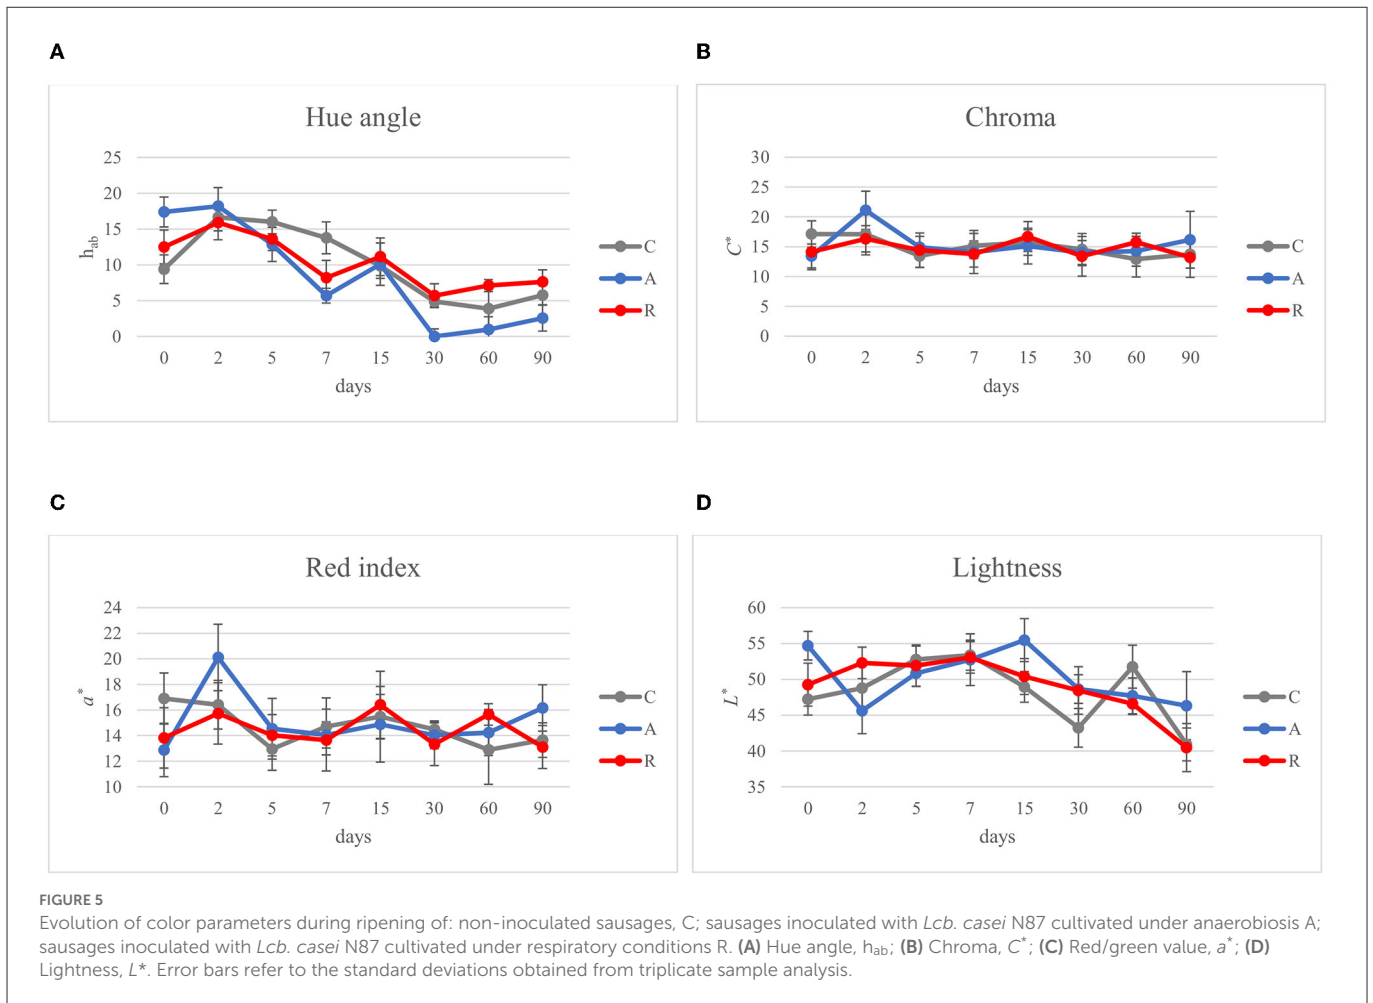 A
Hue angle
25
20
15
10
5
0
h_ab
0 2 5 7 15 30 60 90
days
C
A
R
B
Chroma
30
25
20
15
10
5
0
C*
0 2 5 7 15 30 60 90
days
C
A
R
C
Red index
24
22
20
18
16
14
12
10
a*
0 2 5 7 15 30 60 90
days
C
A
R
D
Lightness
60
55
50
45
40
35
L*
0 2 5 7 15 30 60 90
days
C
A
R
FIGURE 5
Evolution of color parameters during ripening of: non-inoculated sausages, C; sausages inoculated with Lcb. casei N87 cultivated under anaerobiosis A;
sausages inoculated with Lcb. casei N87 cultivated under respiratory conditions R. (A) Hue angle, h_ab; (B) Chroma, C*; (C) Red/green value, a*; (D)
Lightness, L*. Error bars refer to the standard deviations obtained from triplicate sample analysis.